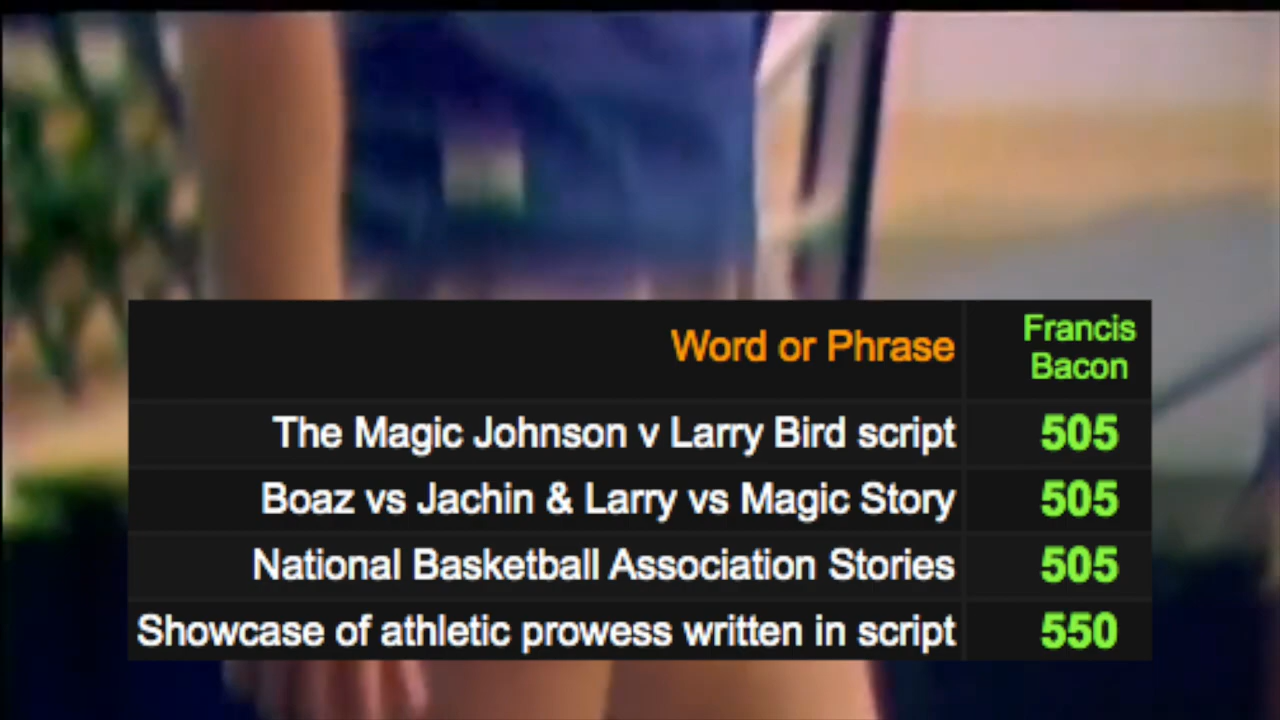 Word or Phrase Francis Bacon
The Magic Johnson v Larry Bird script 505
Boaz vs Jachin & Larry vs Magic Story 505
National Basketball Association Stories 505
Showcase of athletic prowess written in script 550